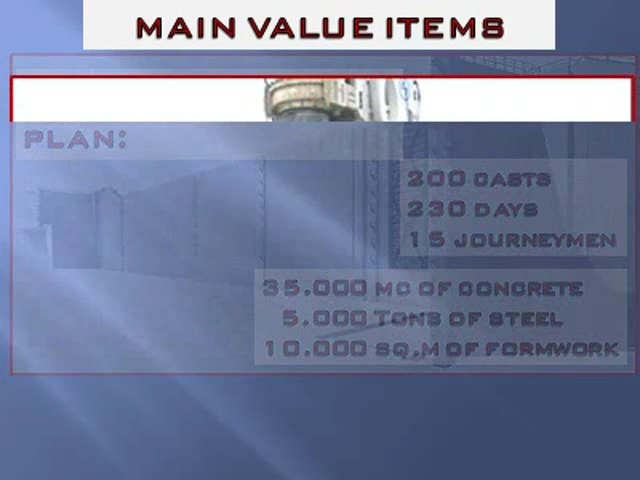 MAIN VALUE ITEMS
PLAN:
200 CASTS
230 DAYS
15 JOURNEYMEN
35.000 MC OF CONCRETE
5.000 TONS OF STEEL
10.000 SQ.M OF FORMWORK